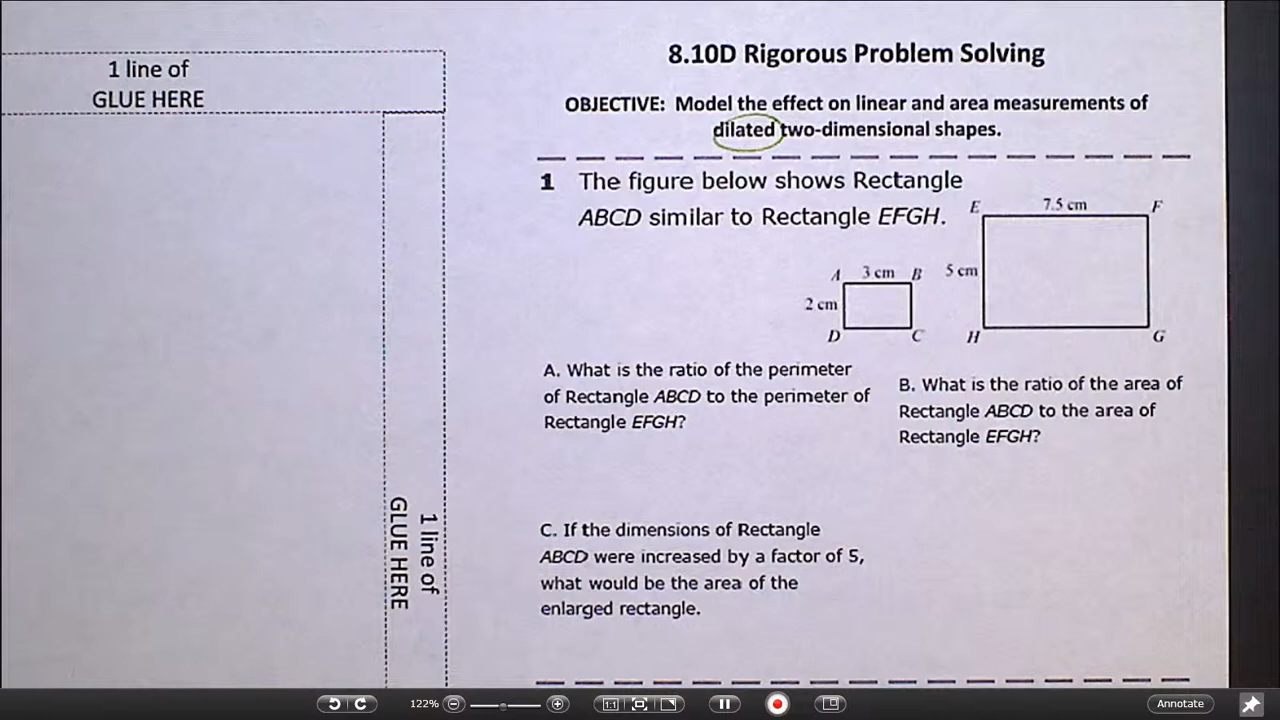 1 line of
GLUE HERE
1 line of
GLUE HERE
8.10D Rigorous Problem Solving
OBJECTIVE: Model the effect on linear and area measurements of
dilated two-dimensional shapes.
1 The figure below shows Rectangle
ABCD similar to Rectangle EFGH.
E 7.5 cm F
A 3 cm B 5 cm
2 cm
D C H G
A. What is the ratio of the perimeter
of Rectangle ABCD to the perimeter of
Rectangle EFGH?
B. What is the ratio of the area of
Rectangle ABCD to the area of
Rectangle EFGH?
C. If the dimensions of Rectangle
ABCD were increased by a factor of 5,
what would be the area of the
enlarged rectangle.
122% 1:1 Annotate